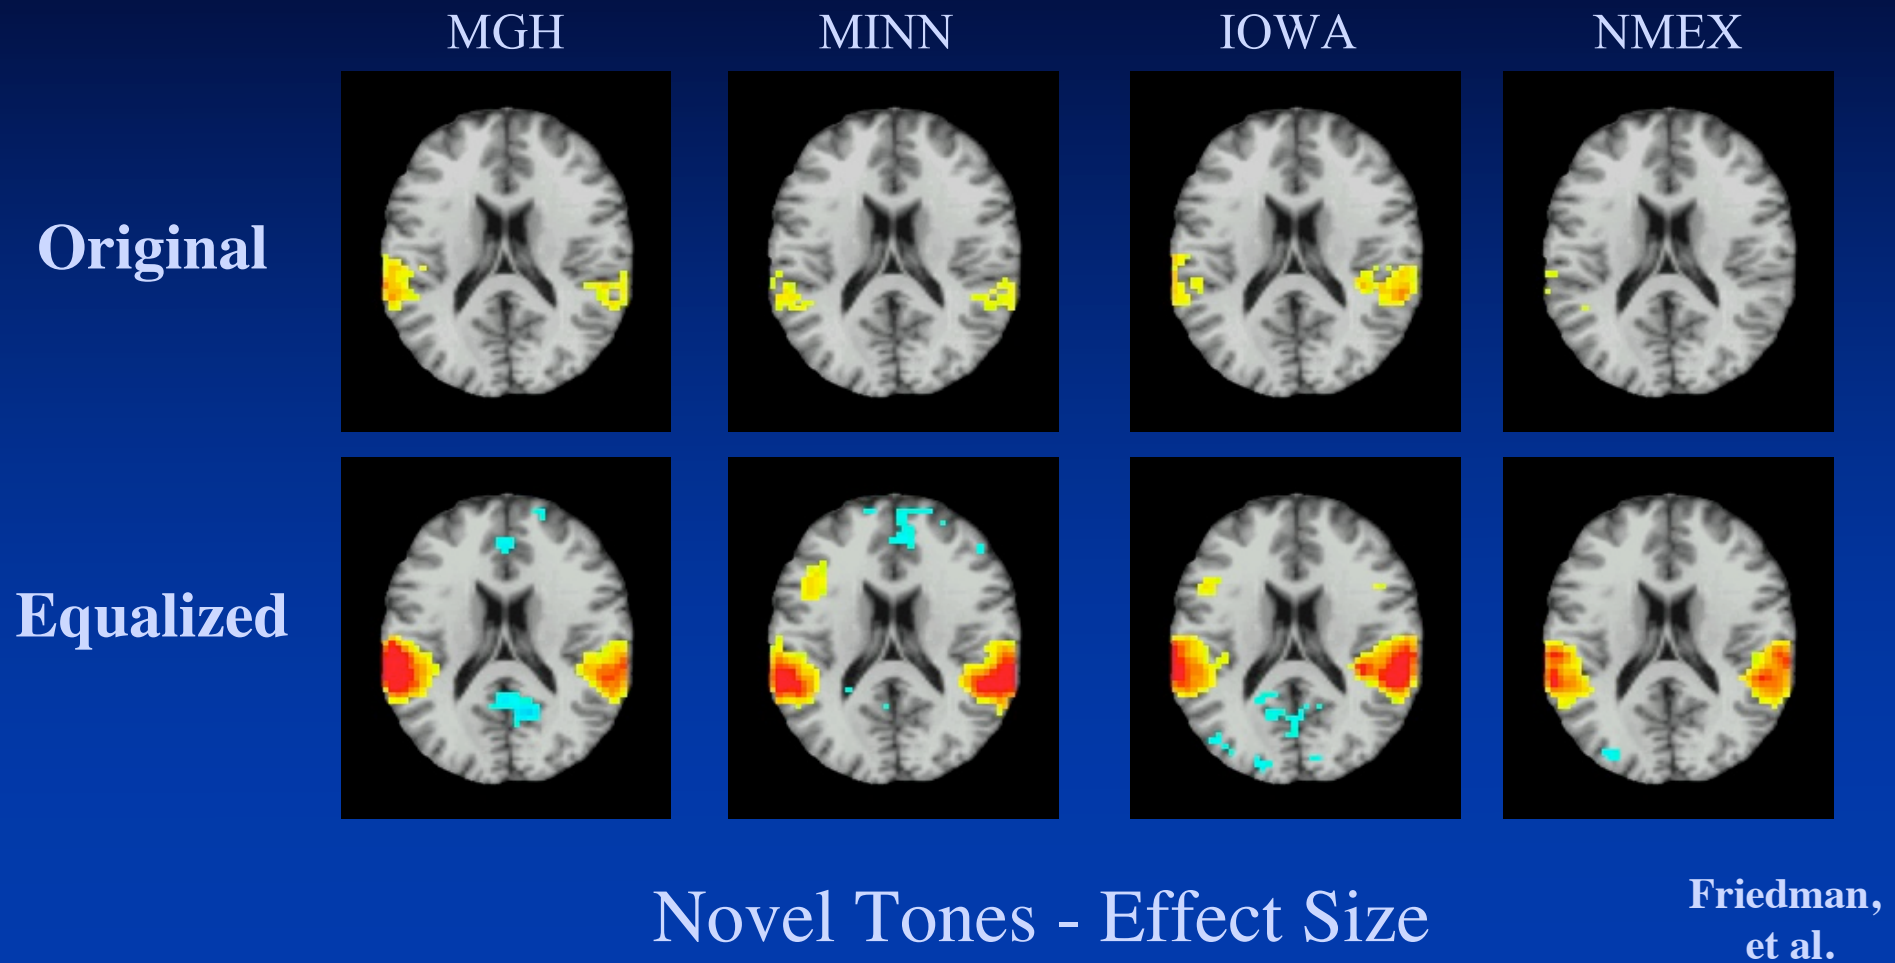 MGH MINN IOWA NMEX
Original
Equalized
Novel Tones - Effect Size
Friedman,
et al.